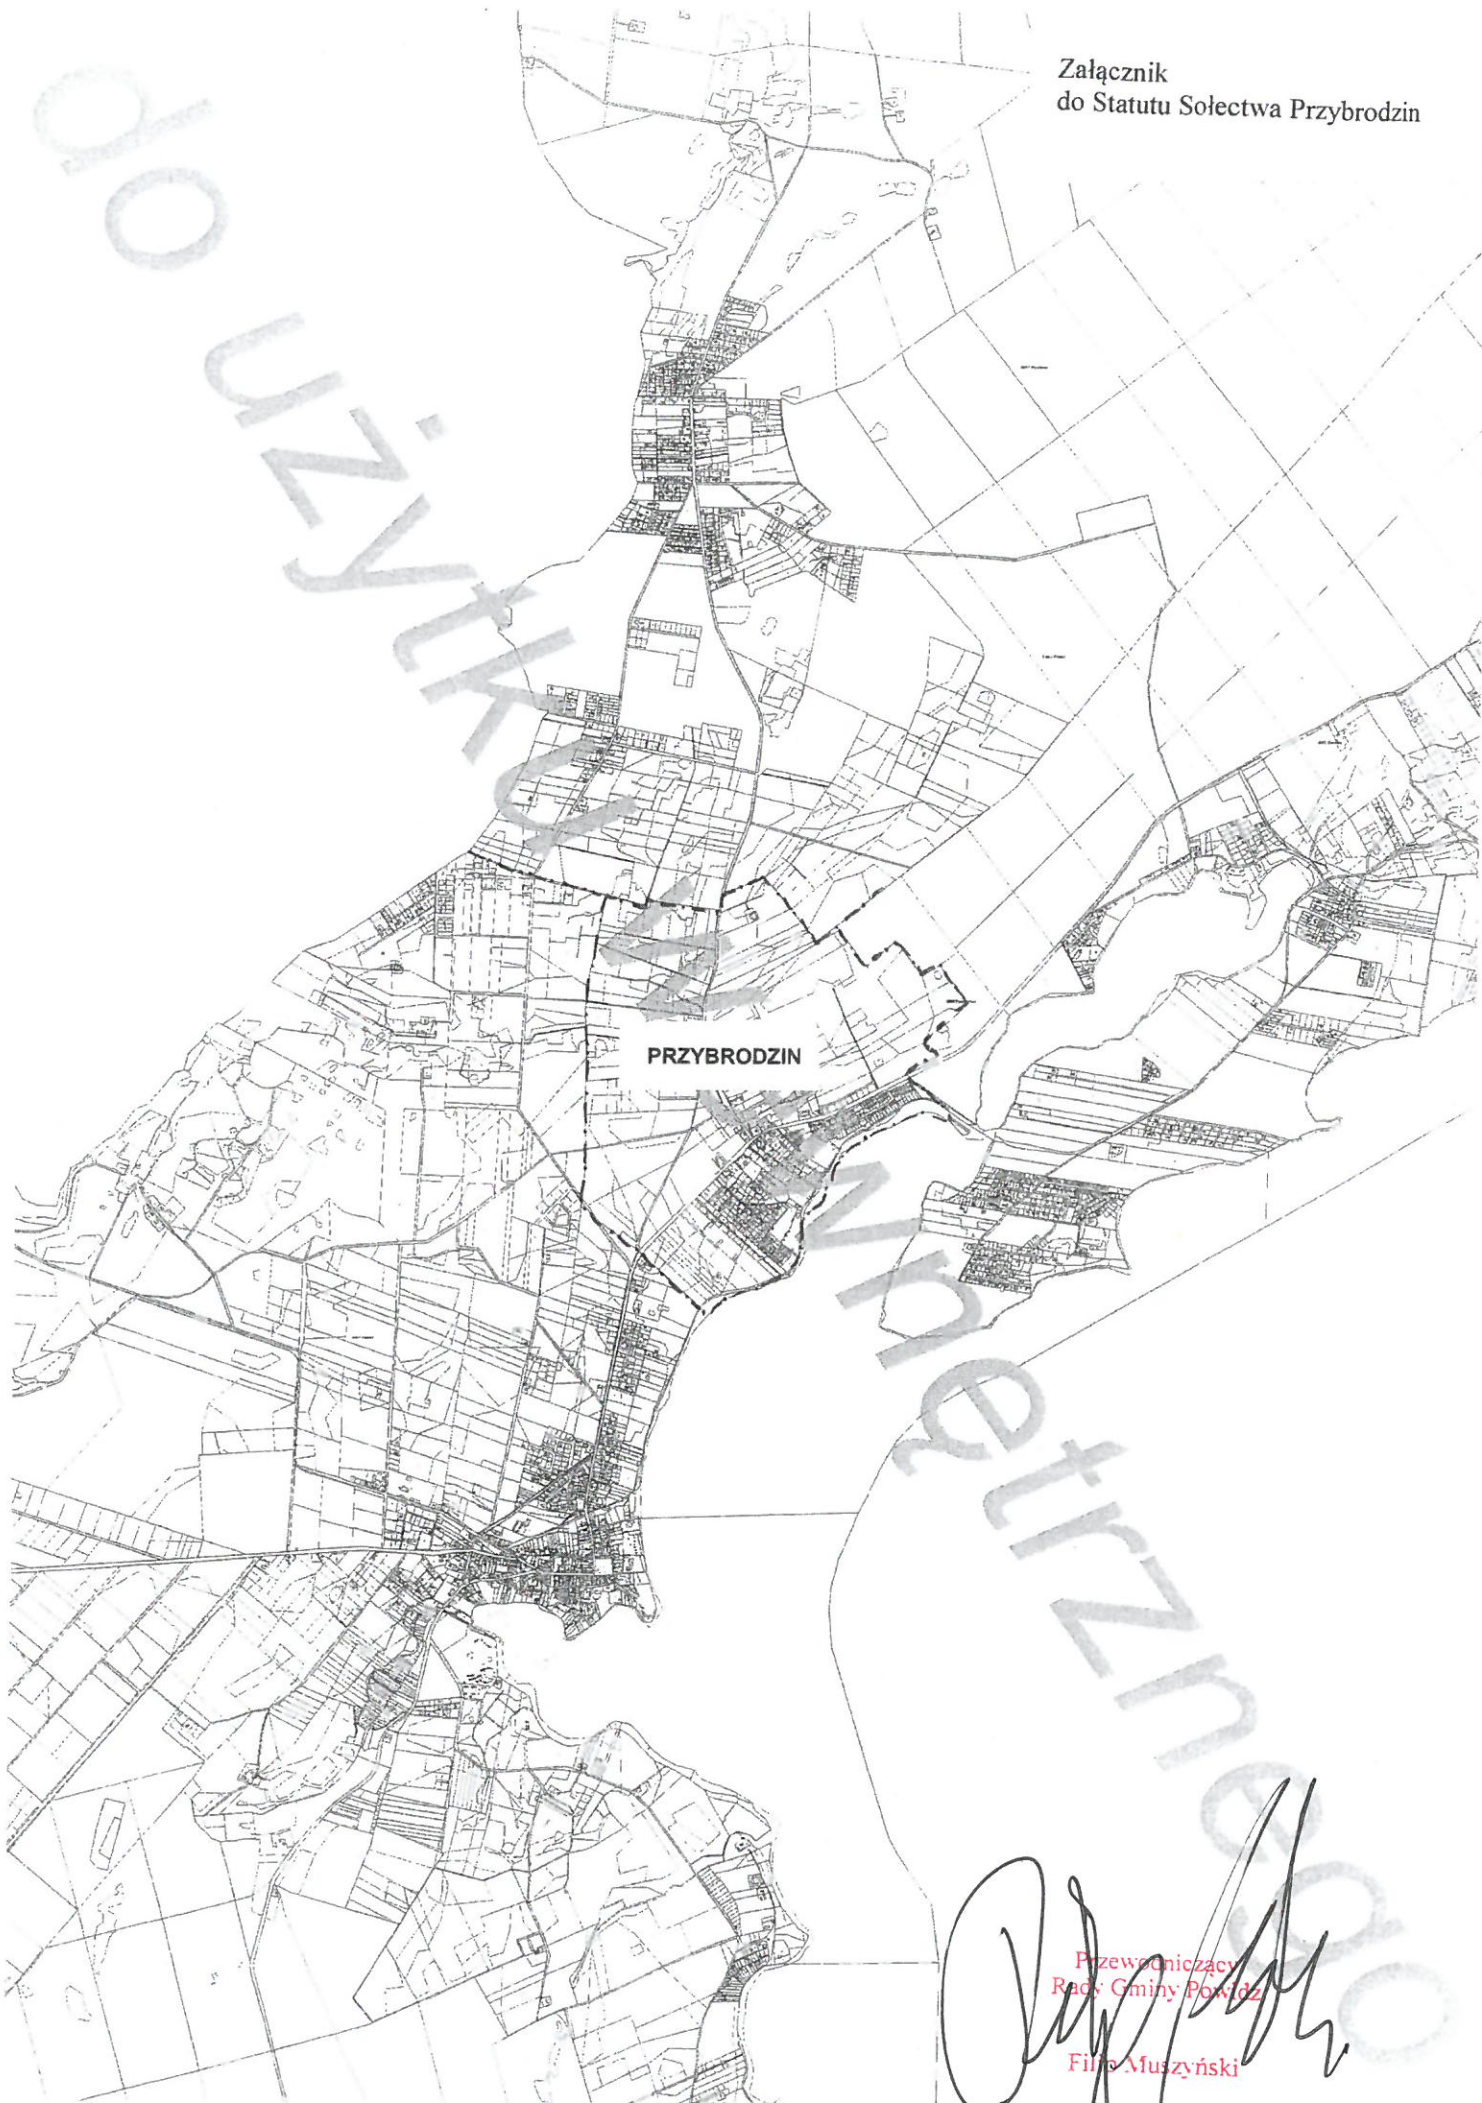 Załącznik
do Statutu Sołectwa Przybrodzin
do użytku wewnętrznego
PRZYBRODZIN
Przewodniczący
Rady Gminy Powidz
Filip Muszyński